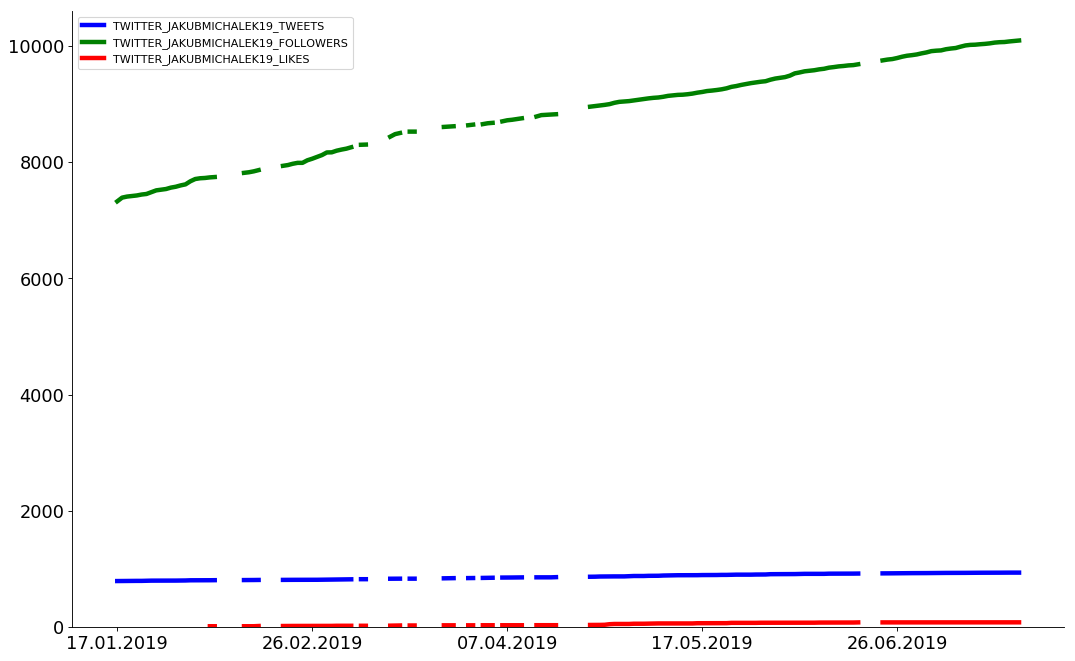 TWITTER_JAKUBMICHALEK19_TWEETS
TWITTER_JAKUBMICHALEK19_FOLLOWERS
TWITTER_JAKUBMICHALEK19_LIKES
10000
8000
6000
4000
2000
0
17.01.2019 26.02.2019 07.04.2019 17.05.2019 26.06.2019